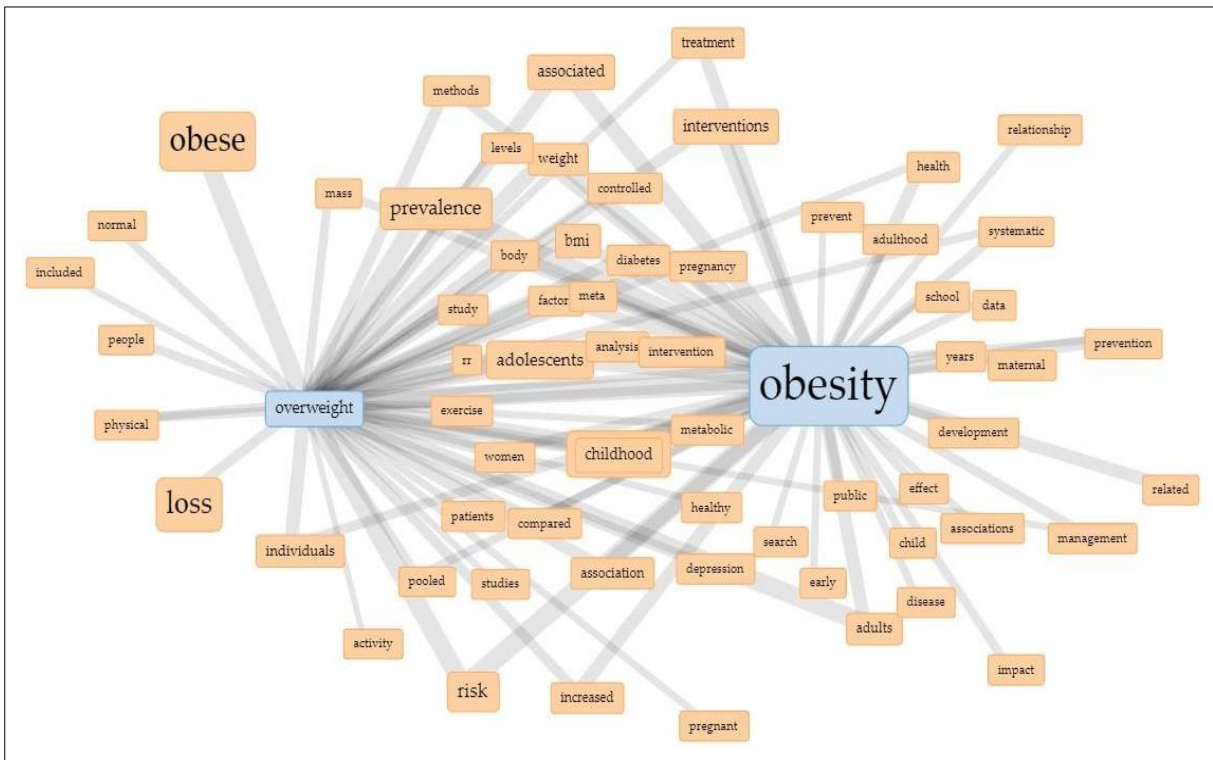 treatment
associated
methods
interventions
obese
relationship
levels
weight
health
mass
controlled
prevalence
prevent
normal
bmi
adulthood
systematic
body
diabetes
pregnancy
included
factor
meta
study
school
data
people
rr
adolescents
analysis
intervention
years
maternal
prevention
obesity
overweight
exercise
physical
metabolic
development
women
childhood
related
loss
patients
compared
healthy
public
effect
associations
management
individuals
search
child
pooled
studies
association
depression
early
disease
adults
activity
impact
risk
increased
pregnant